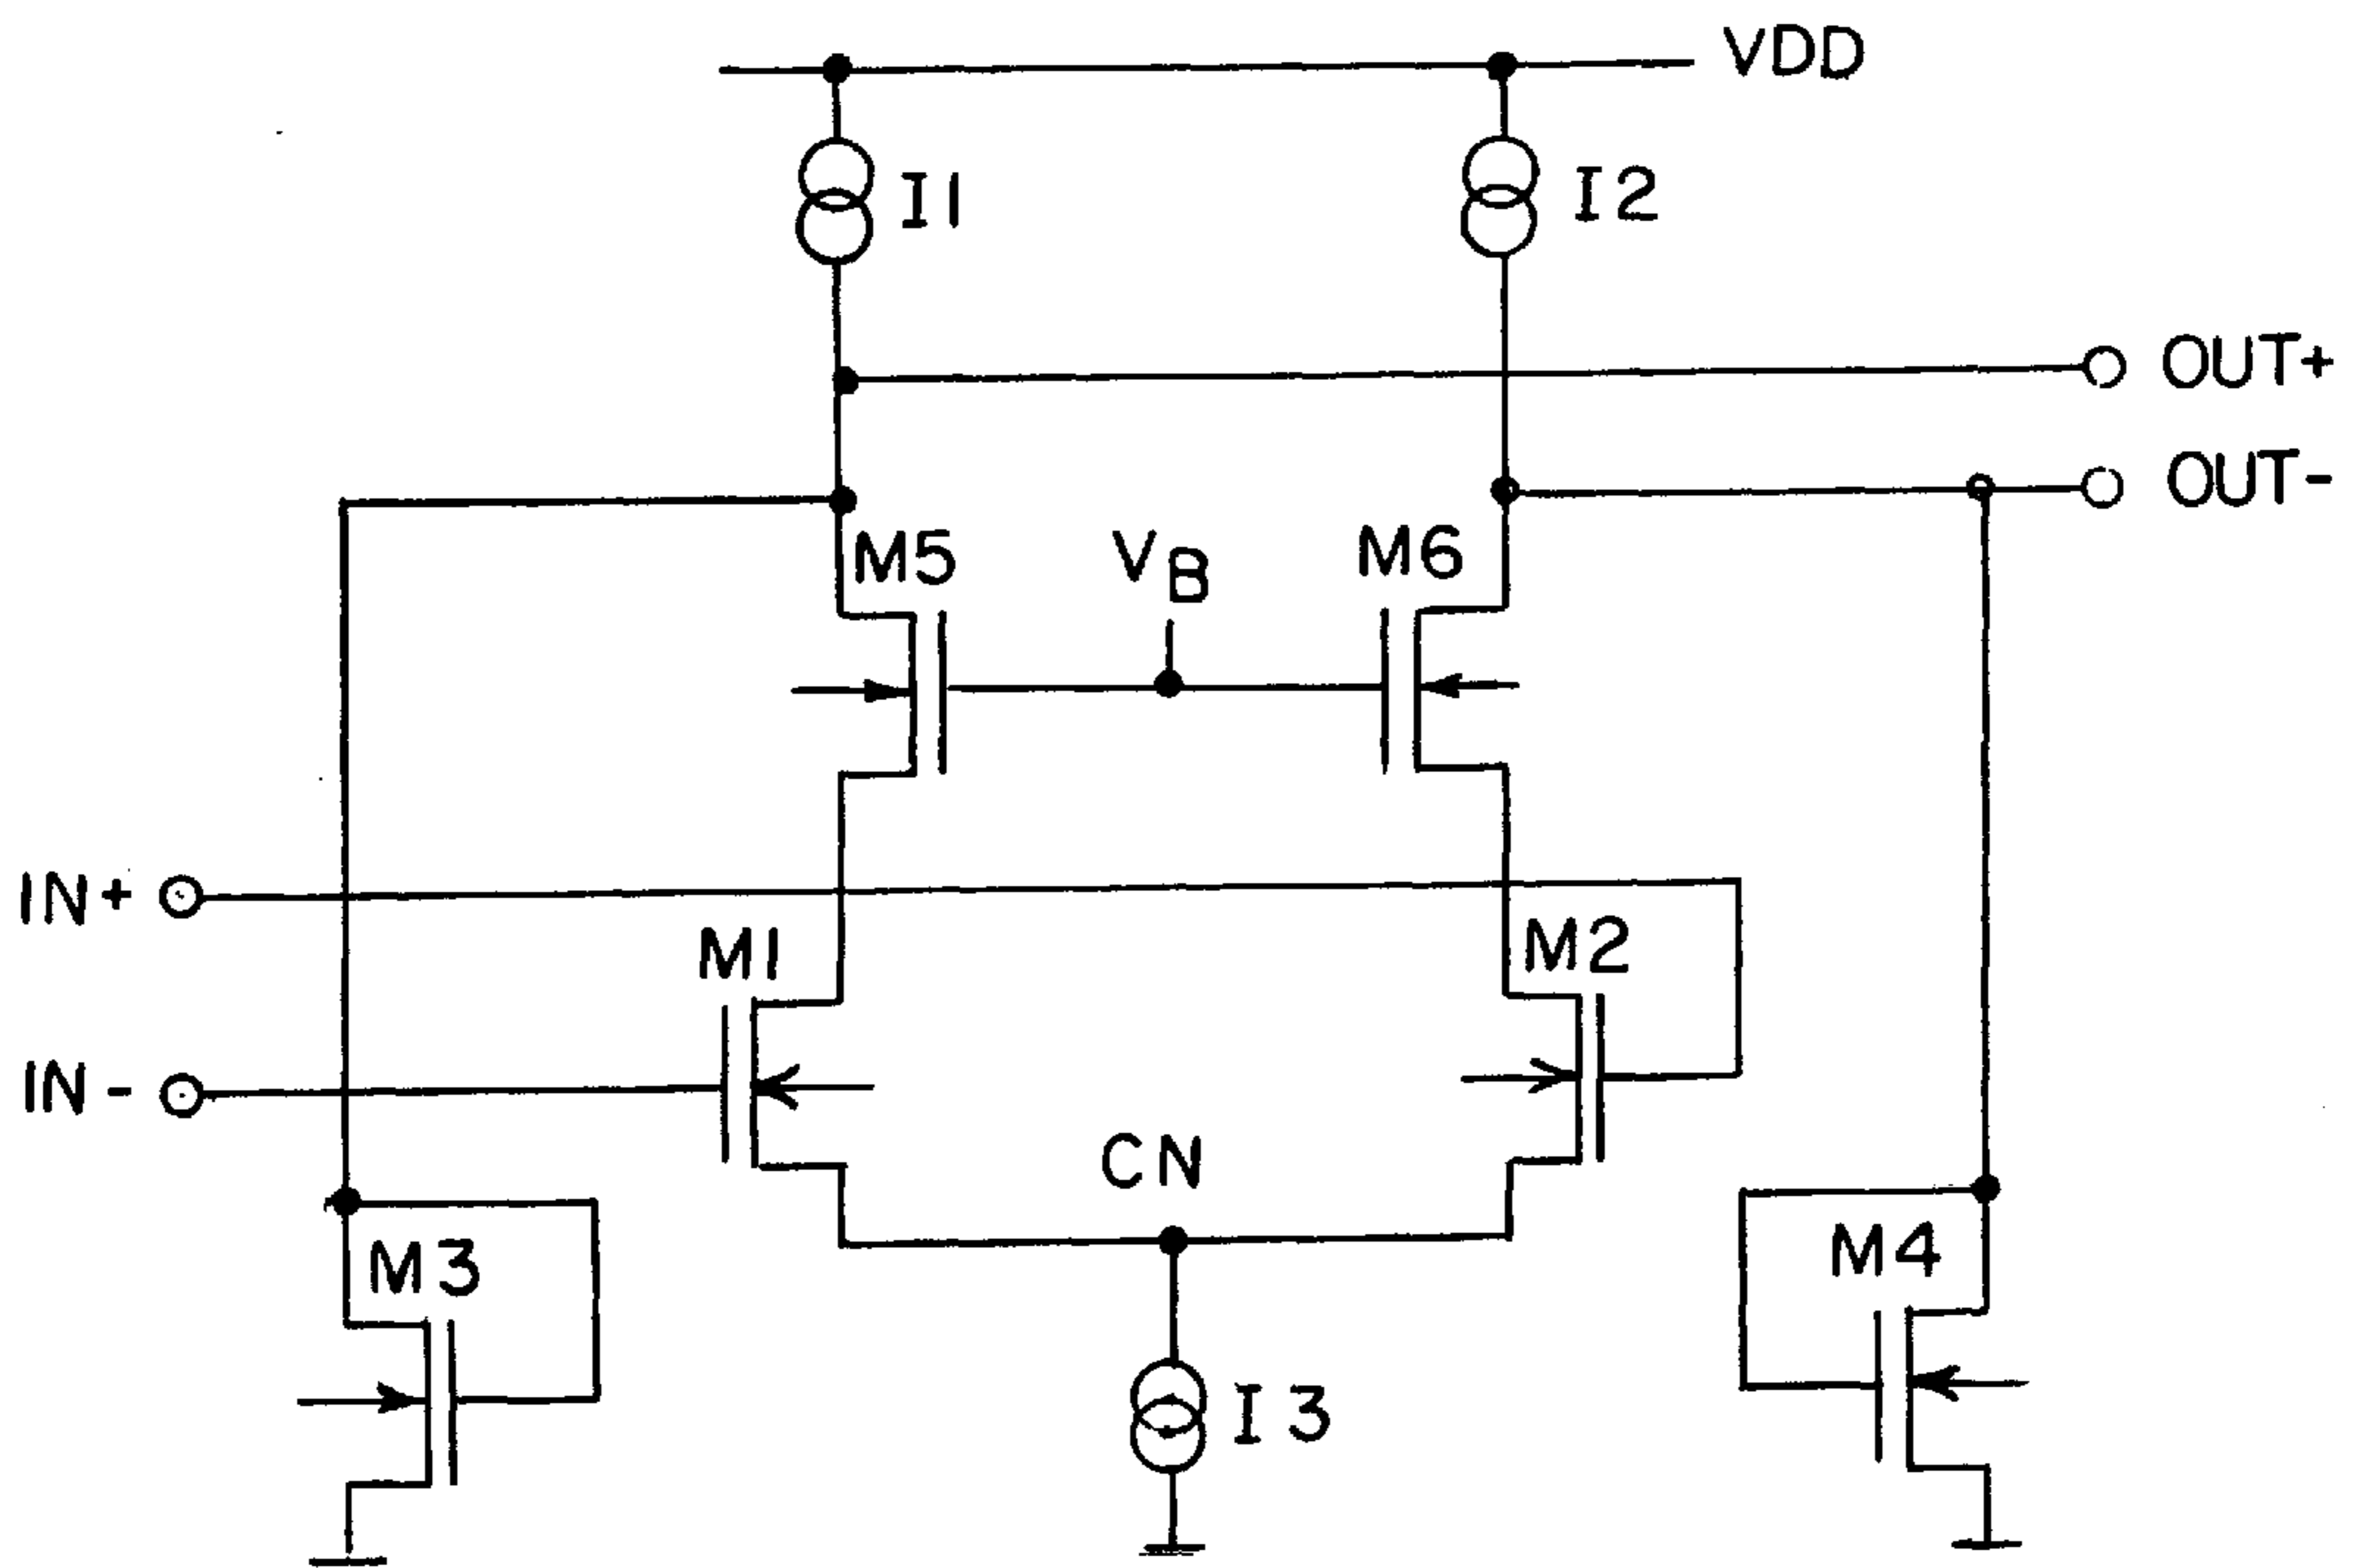 VDD
I1
I2
OUT+
OUT-
M5
VB
M6
IN+
M1
M2
IN-
CN
M3
M4
I3